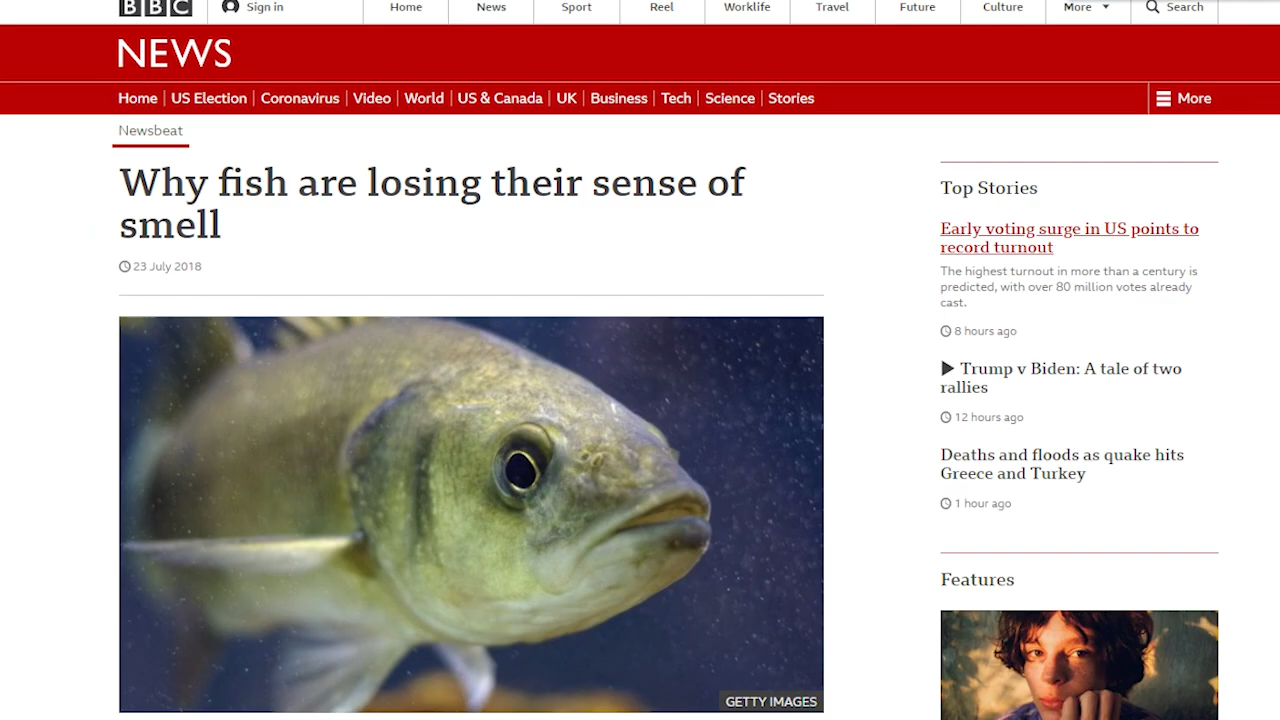 BBC Sign in Home News Sport Reel Worklife Travel Future Culture More Search
NEWS
Home US Election Coronavirus Video World US & Canada UK Business Tech Science Stories More
Newsbeat
Why fish are losing their sense of
smell
23 July 2018
GETTY IMAGES
Top Stories
Early voting surge in US points to
record turnout
The highest turnout in more than a century is
predicted, with over 80 million votes already
cast.
8 hours ago
Trump v Biden: A tale of two
rallies
12 hours ago
Deaths and floods as quake hits
Greece and Turkey
1 hour ago
Features